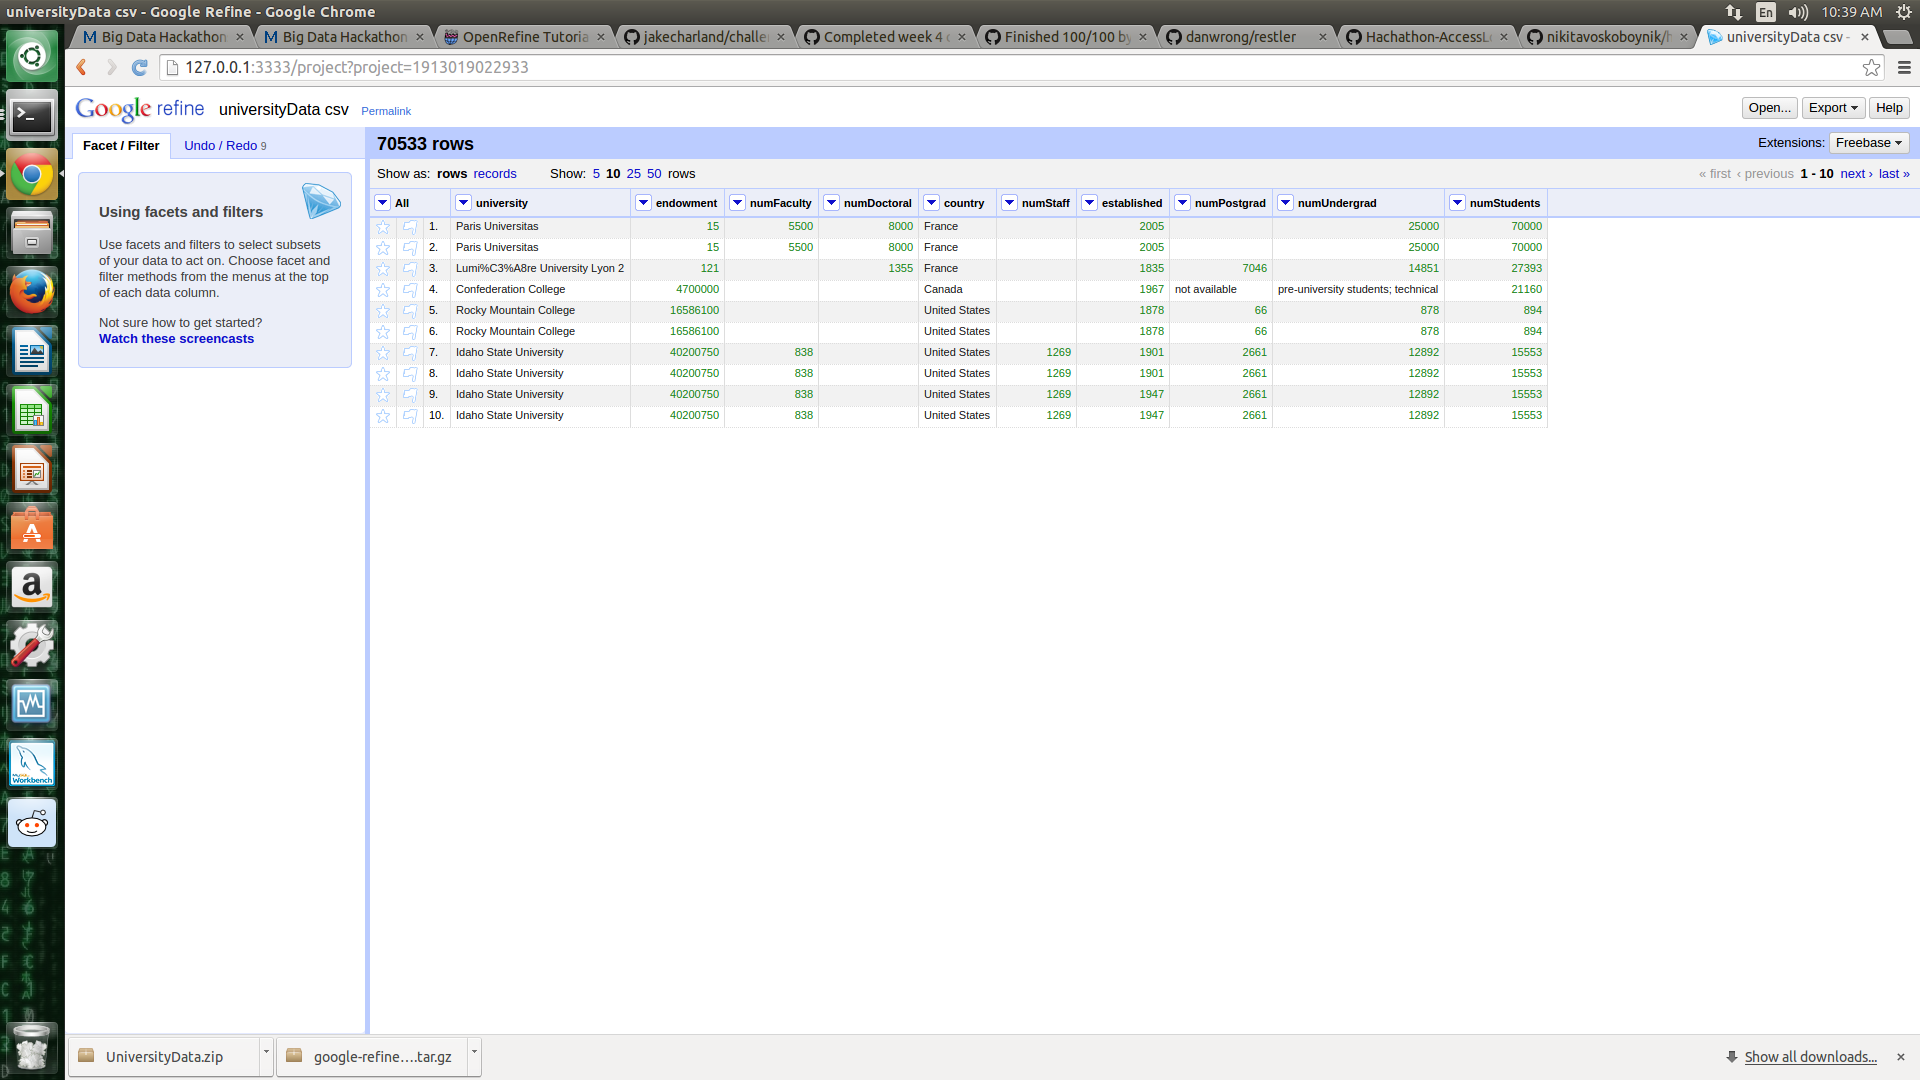 universityData csv - Google Refine - Google Chrome
En 10:39 AM
Big Data Hackathon × Big Data Hackathon × OpenRefine Tutoria × jakecharland/challe × Completed week 4 × Finished 100/100 by × danwrong/restler × Hachathon-AccessL × nikitavoskoboynik/h × universityData csv - ×
127.0.0.1:3333/project?project=1913019022933
Google refine universityData csv Permalink Open... Export Help
Facet / Filter Undo / Redo 9 70533 rows Extensions: Freebase
Show as: rows records Show: 5 10 25 50 rows « first ‹ previous 1 - 10 next › last »
All university endowment numFaculty numDoctoral country numStaff established numPostgrad numUndergrad numStudents
1. Paris Universitas 15 5500 8000 France 2005 25000 70000
2. Paris Universitas 15 5500 8000 France 2005 25000 70000
3. Lumi%C3%A8re University Lyon 2 121 1355 France 1835 7046 14851 27393
4. Confederation College 4700000 Canada 1967 not available pre-university students; technical 21160
5. Rocky Mountain College 16586100 United States 1878 66 878 894
6. Rocky Mountain College 16586100 United States 1878 66 878 894
7. Idaho State University 40200750 838 United States 1269 1901 2661 12892 15553
8. Idaho State University 40200750 838 United States 1269 1901 2661 12892 15553
9. Idaho State University 40200750 838 United States 1269 1947 2661 12892 15553
10. Idaho State University 40200750 838 United States 1269 1947 2661 12892 15553
Using facets and filters
Use facets and filters to select subsets
of your data to act on. Choose facet and
filter methods from the menus at the top
of each data column.
Not sure how to get started?
Watch these screencasts
Workbench
UniversityData.zip google-refine....tar.gz Show all downloads... ×